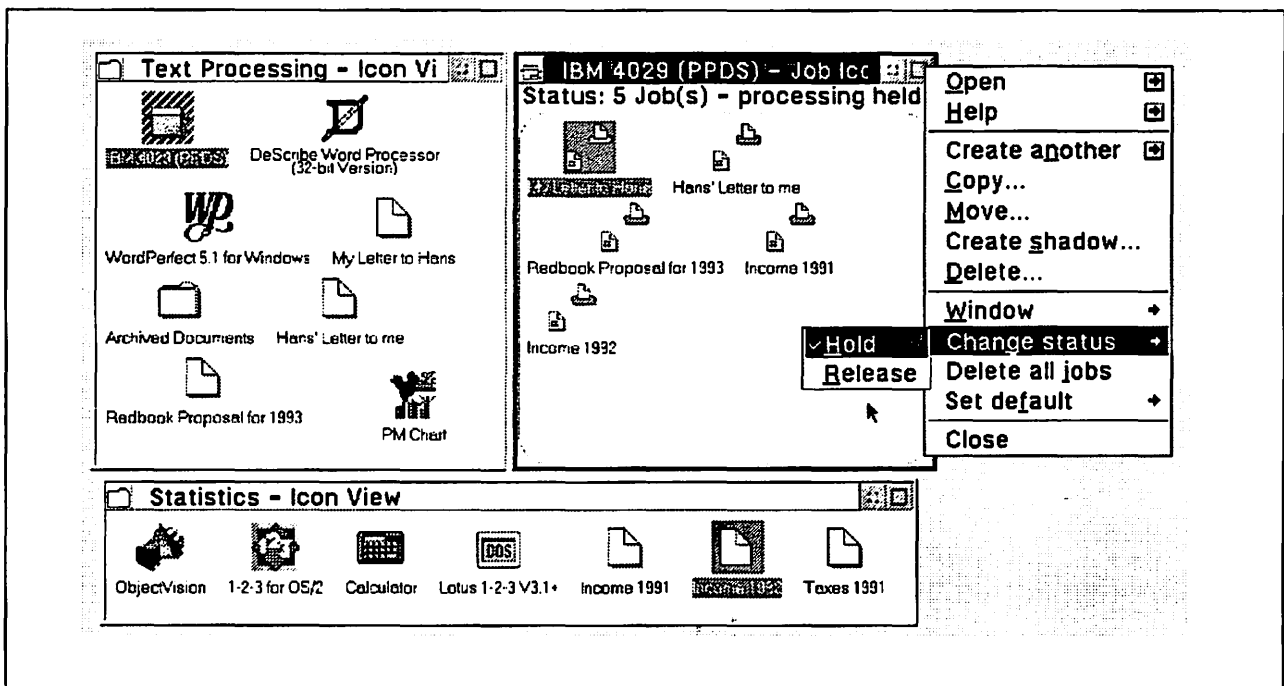 Text Processing - Icon Vi
IBM 4029 (PPDS)
DeScribe Word Processor
(32-bit Version)
WordPerfect 5.1 for Windows
My Letter to Hans
Archived Documents
Hans' Letter to me
Redbook Proposal for 1993
PM Chart
IBM 4029 (PPDS) - Job Icc
Status: 5 Job(s) - processing held
Hans' Letter to me
Redbook Proposal for 1993
Income 1991
Income 1992
Open
Help
Create another
Copy...
Move...
Create shadow...
Delete...
Window
Change status
Delete all jobs
Set default
Close
✓Hold
Release
Statistics - Icon View
ObjectVision
1-2-3 for OS/2
Calculator
DOS
Lotus 1-2-3 V3.1+
Income 1991
Income 1992
Taxes 1991